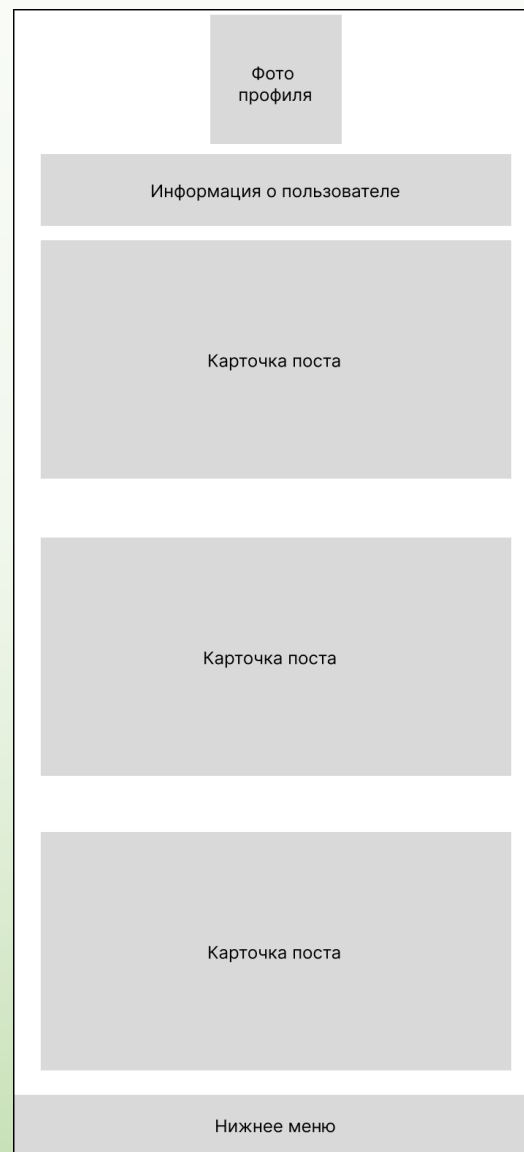 Фото
профиля
Информация о пользователе
Карточка поста
Карточка поста
Карточка поста
Нижнее меню